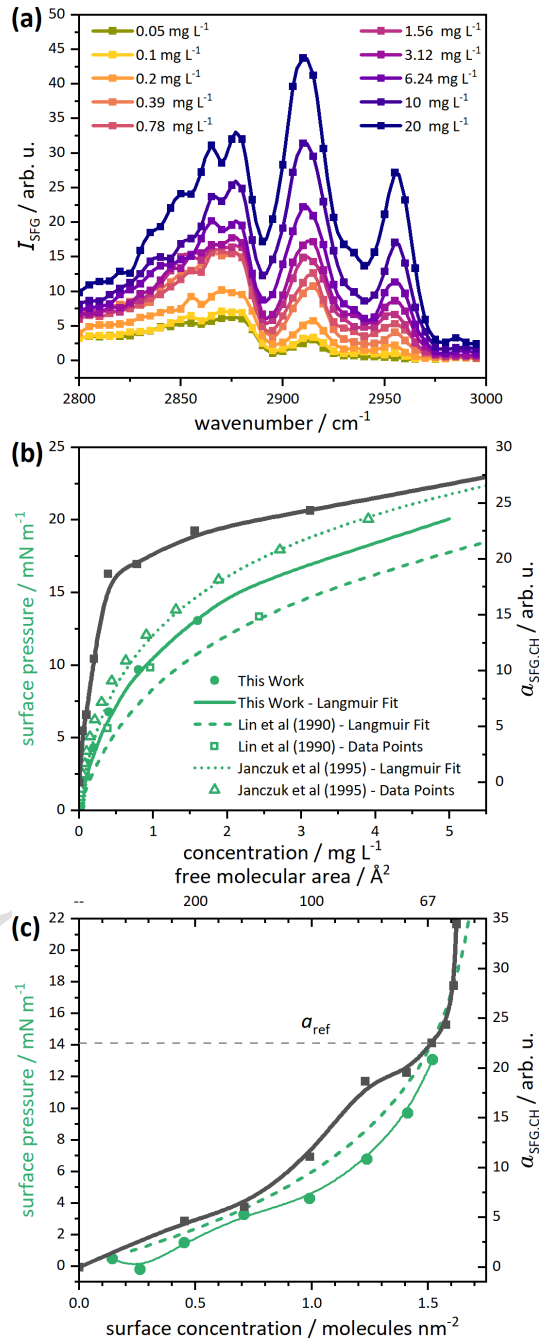 (a)
50
45
40
35
30
25
20
15
10
5
0
I_SFG / arb. u.
0.05 mg L⁻¹
0.1 mg L⁻¹
0.2 mg L⁻¹
0.39 mg L⁻¹
0.78 mg L⁻¹
1.56 mg L⁻¹
3.12 mg L⁻¹
6.24 mg L⁻¹
10 mg L⁻¹
20 mg L⁻¹
2800 2850 2900 2950 3000
wavenumber / cm⁻¹
(b)
25
20
15
10
5
0
surface pressure / mN m⁻¹
30
25
20
15
10
5
0
a_SFG,CH / arb. u.
This Work
This Work - Langmuir Fit
Lin et al (1990) - Langmuir Fit
Lin et al (1990) - Data Points
Janczuk et al (1995) - Langmuir Fit
Janczuk et al (1995) - Data Points
0 1 2 3 4 5
concentration / mg L⁻¹
free molecular area / Å²
-- 200 100 67
(c)
22
20
18
16
14
12
10
8
6
4
2
0
surface pressure / mN m⁻¹
a_ref
35
30
25
20
15
10
5
0
a_SFG,CH / arb. u.
0.0 0.5 1.0 1.5
surface concentration / molecules nm⁻²